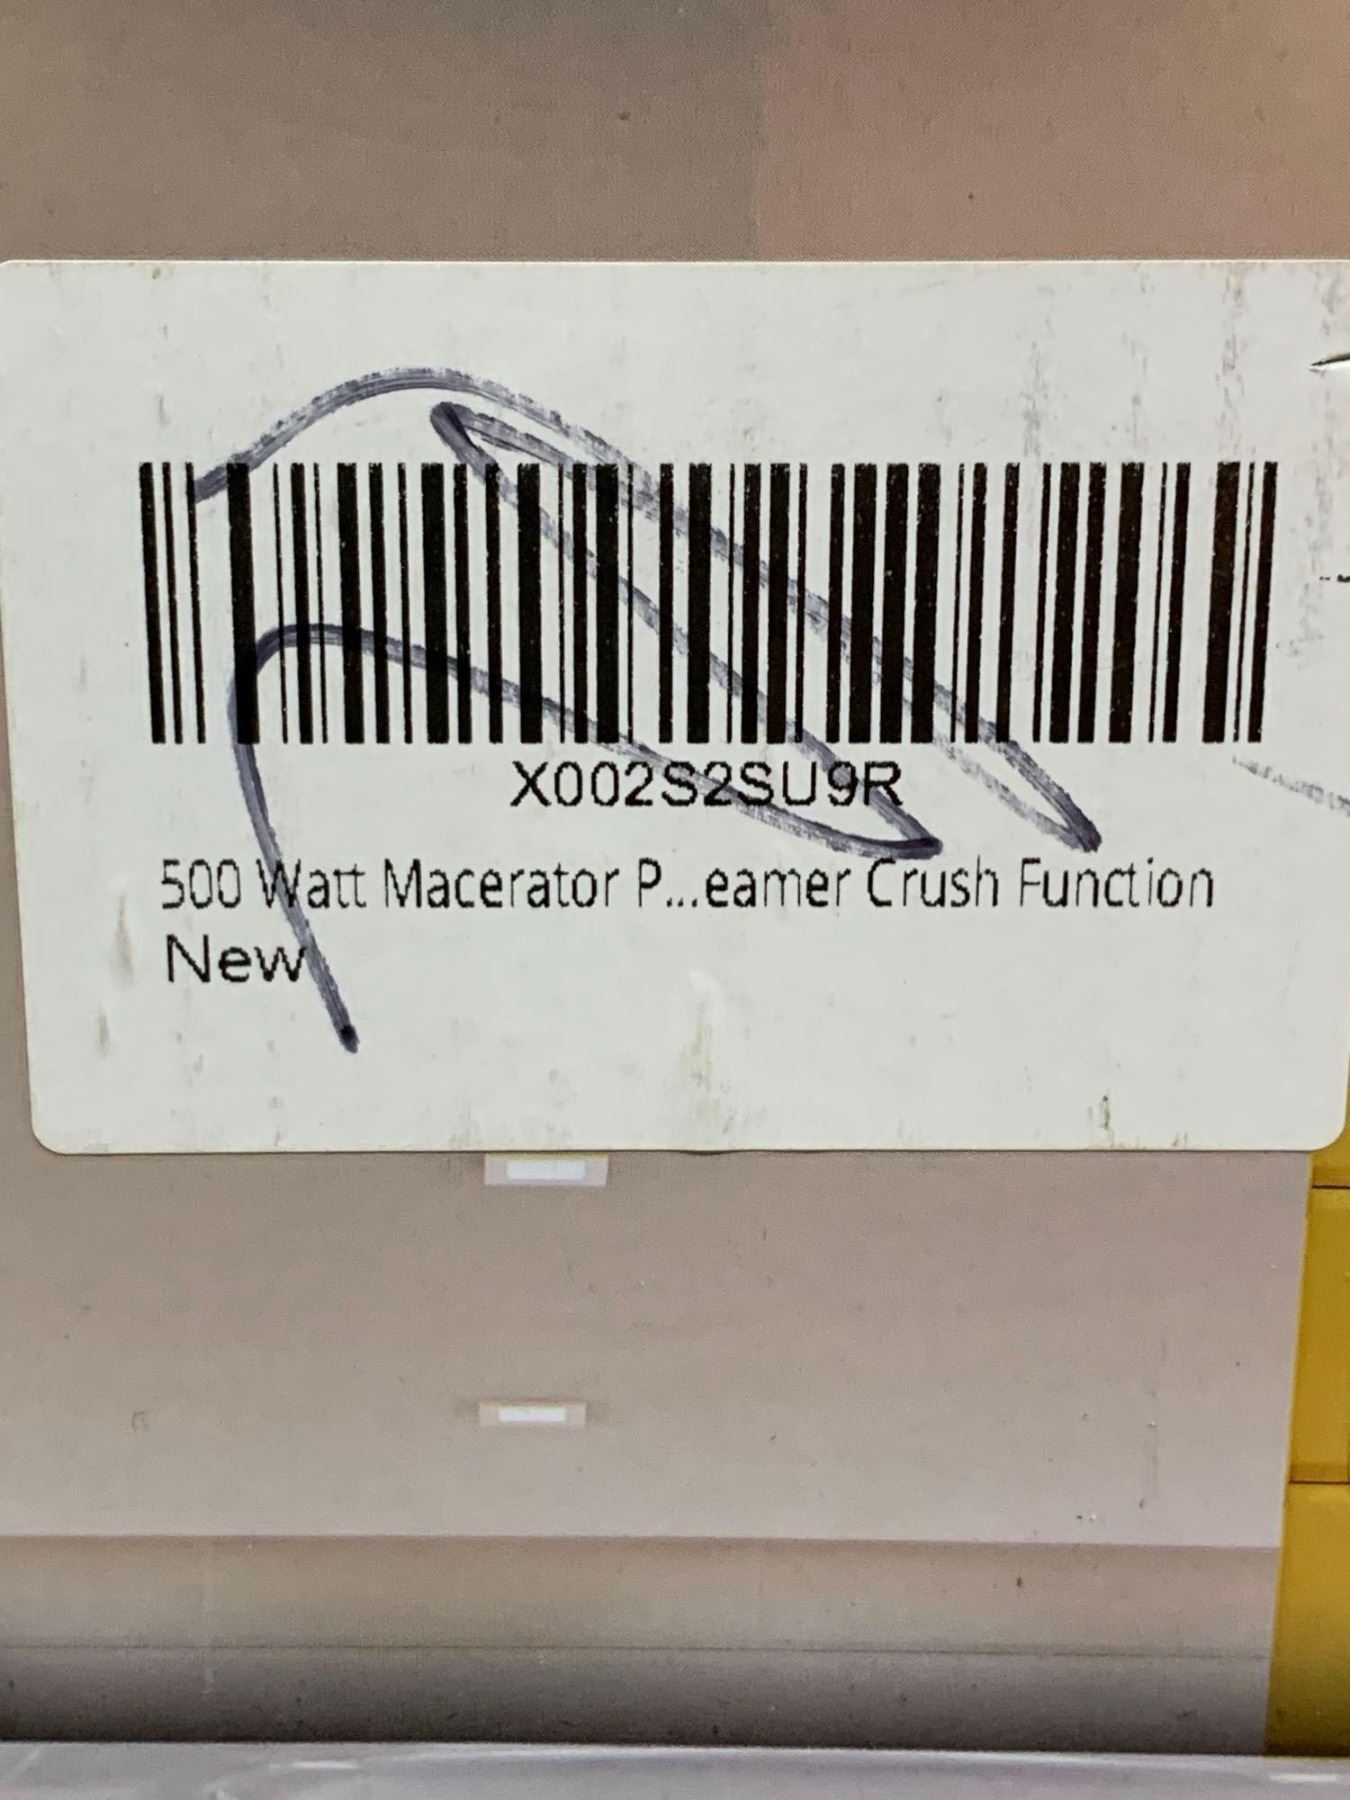 X002S2SU9R
500 Watt Macerator P...eamer Crush Function
New